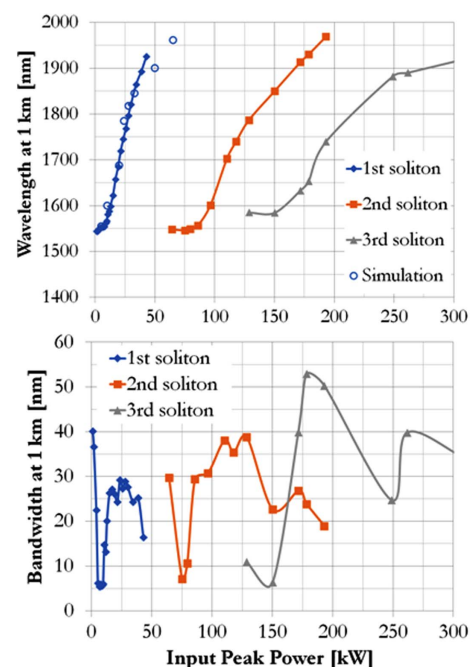 2000
1900
1800
1700
1600
1500
1400
Wavelength at 1 km [nm]
1st soliton
2nd soliton
3rd soliton
Simulation
0 50 100 150 200 250 300
60
50
40
30
20
10
0
Bandwidth at 1 km [nm]
1st soliton
2nd soliton
3rd soliton
0 50 100 150 200 250 300
Input Peak Power [kW]